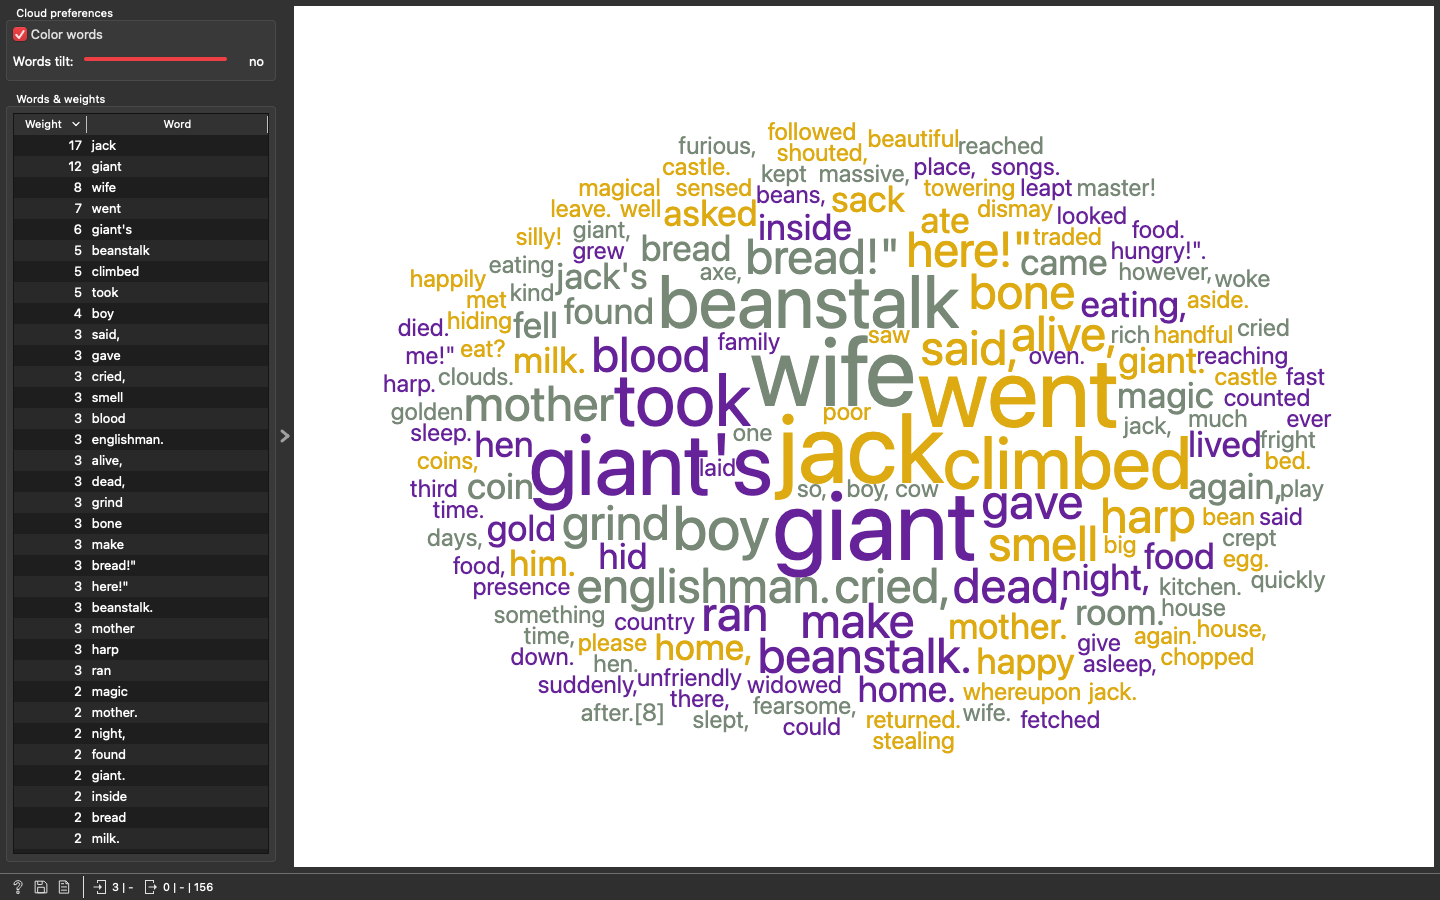 Cloud preferences
Color words
Words tilt: no
Words & weights
Weight Word
17 jack
12 giant
8 wife
7 went
6 giant's
5 beanstalk
5 climbed
5 took
4 boy
3 said,
3 gave
3 cried,
3 smell
3 blood
3 englishman.
3 alive,
3 dead,
3 grind
3 bone
3 make
3 bread!"
3 here!"
3 beanstalk.
3 mother
3 harp
3 ran
2 magic
2 mother.
2 night,
2 found
2 giant.
2 inside
2 bread
2 milk.
? 3 | - 0 | - | 156
followed
furious, beautiful reached
shouted,
castle. kept massive, place, songs.
magical sensed beans, sack towering leapt master!
leave. well asked ate dismay looked
silly! giant, inside traded food.
grew bread bread!" here!" came hungry!".
eating jack's axe, however, woke
happily met kind found beanstalk bone eating, aside.
died. hiding fell saw said, alive, rich handful cried
me!" eat? milk. blood family oven. giant. reaching
harp. clouds. took wife went castle fast
golden mother poor magic counted
sleep. hen one jack climbed jack, much ever
coins, giant's laid lived fright
bed.
third coin so, boy, cow again, play
time. gold grind boy giant gave harp bean said
days, hid smell big food crept
food, him. egg.
presence englishman. cried, dead, night, kitchen. quickly
something country ran make mother. room. house
time, please home, beanstalk. happy give again. house,
down. hen. asleep, chopped
suddenly, unfriendly widowed home. whereupon jack.
there, fearsome,
after.[8] slept, could returned. wife. fetched
stealing